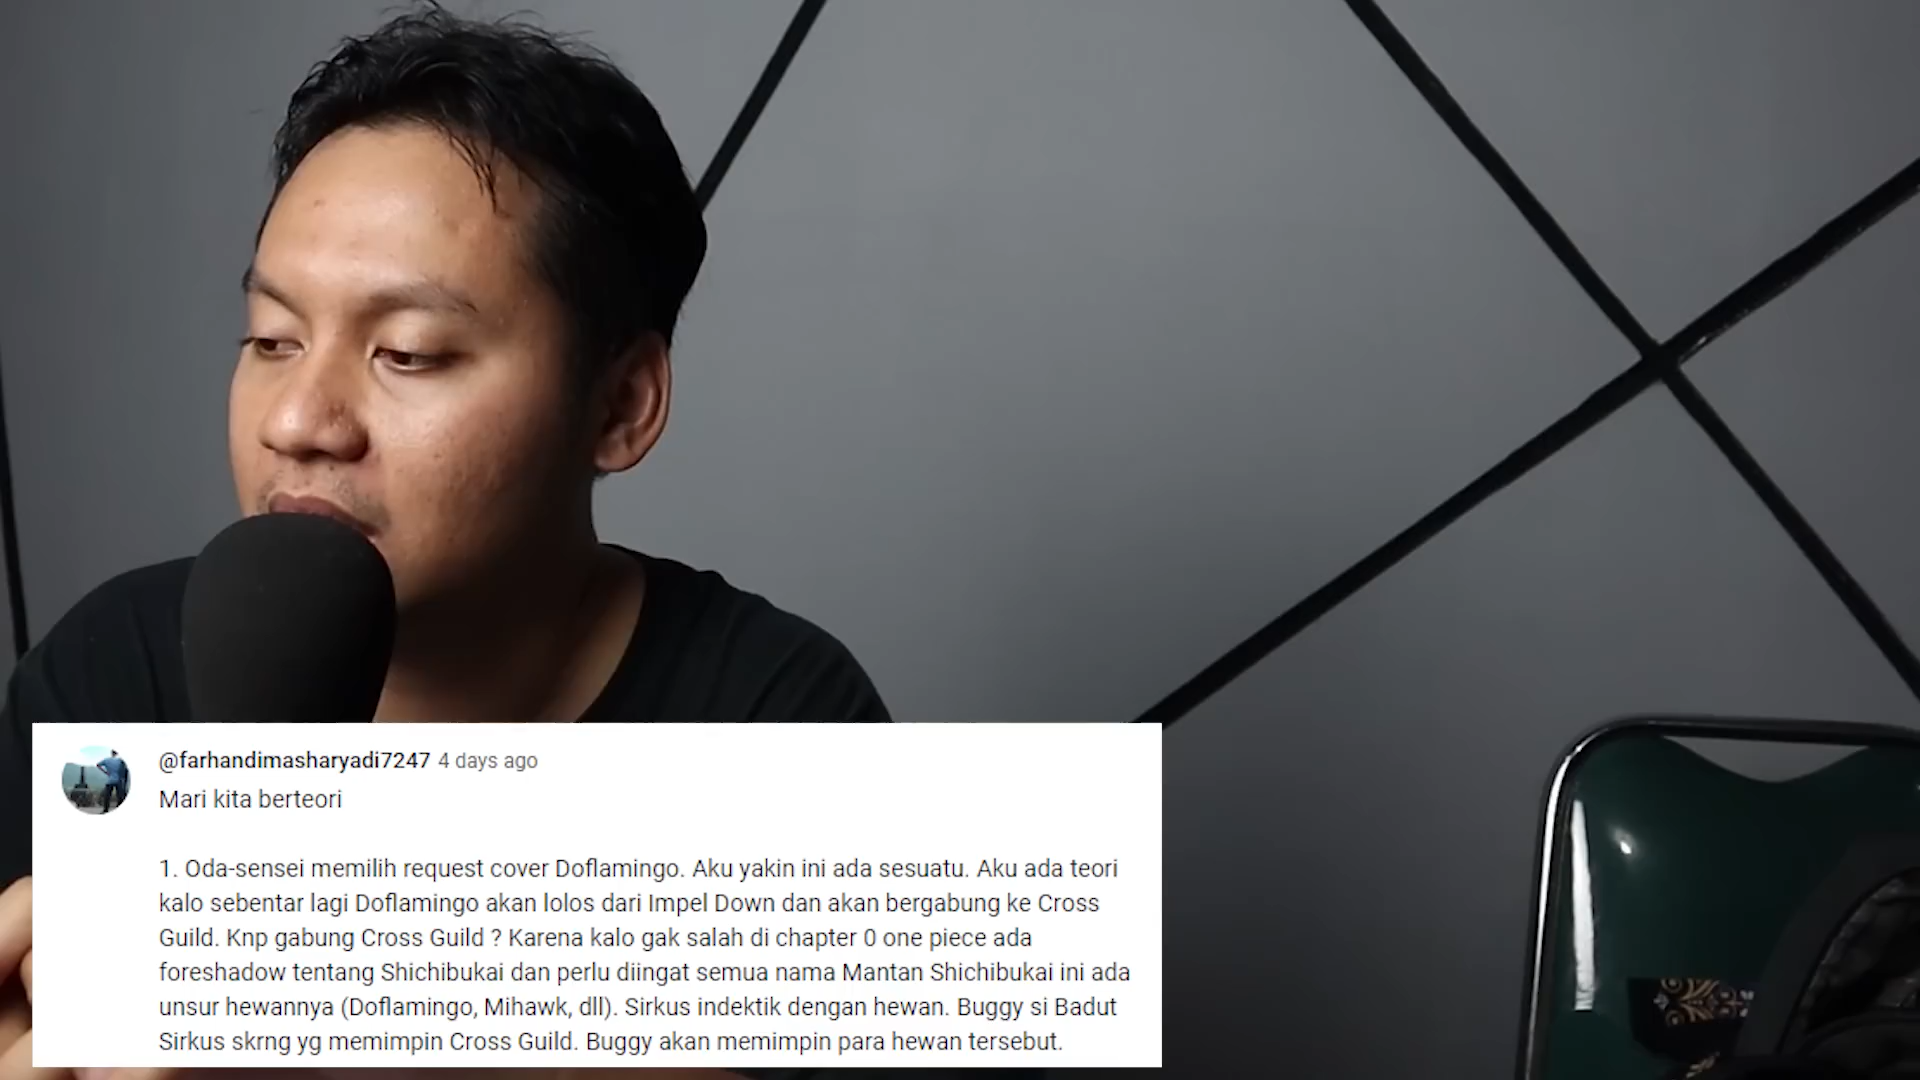 @farhandimasharyadi7247 4 days ago
Mari kita berteori
1. Oda-sensei memilih request cover Doflamingo. Aku yakin ini ada sesuatu. Aku ada teori
kalo sebentar lagi Doflamingo akan lolos dari Impel Down dan akan bergabung ke Cross
Guild. Knp gabung Cross Guild ? Karena kalo gak salah di chapter 0 one piece ada
foreshadow tentang Shichibukai dan perlu diingat semua nama Mantan Shichibukai ini ada
unsur hewannya (Doflamingo, Mihawk, dll). Sirkus indektik dengan hewan. Buggy si Badut
Sirkus skrng yg memimpin Cross Guild. Buggy akan memimpin para hewan tersebut.